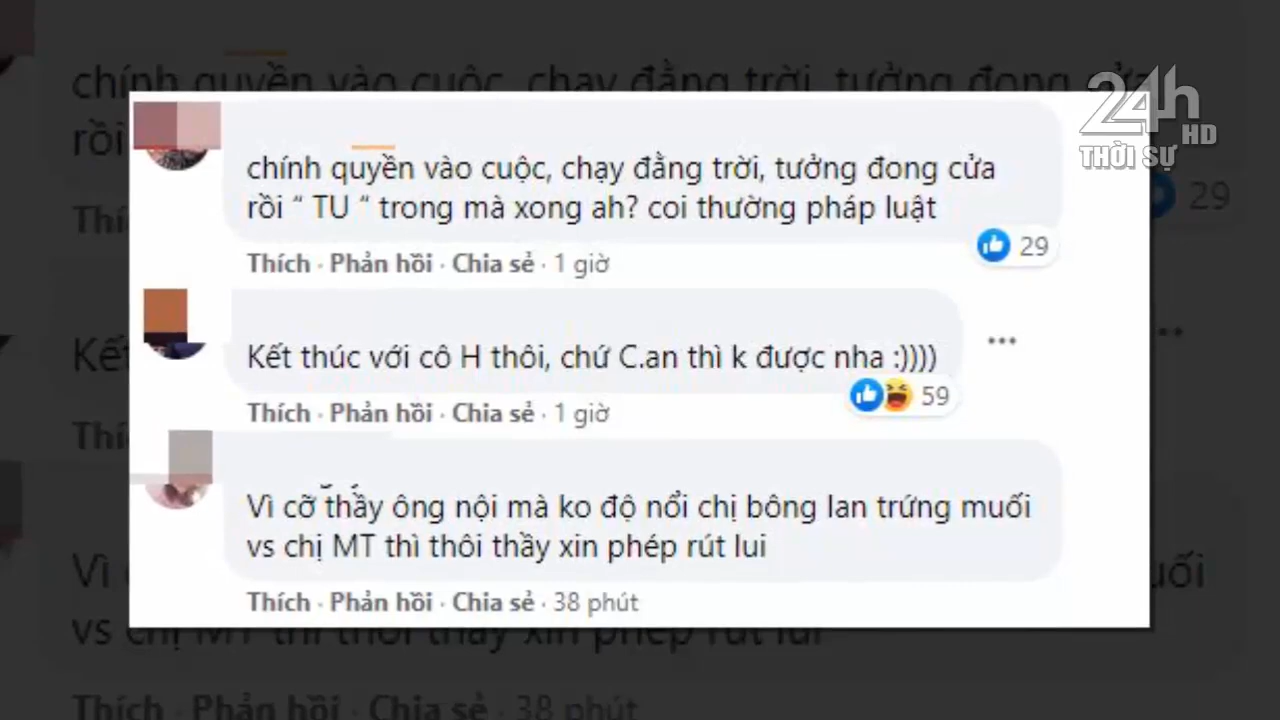 24h HD
THỜI SỰ
chính quyền vào cuộc, chạy đằng trời, tưởng đong cửa
rồi “ TU “ trong mà xong ah? coi thường pháp luật
29
Thích · Phản hồi · Chia sẻ · 1 giờ
Kết thúc với cô H thôi, chứ C.an thì k được nha :))))
59
Thích · Phản hồi · Chia sẻ · 1 giờ
Vì cỡ thầy ông nội mà ko độ nổi chị bông lan trứng muối
vs chị MT thì thôi thầy xin phép rút lui
Thích · Phản hồi · Chia sẻ · 38 phút